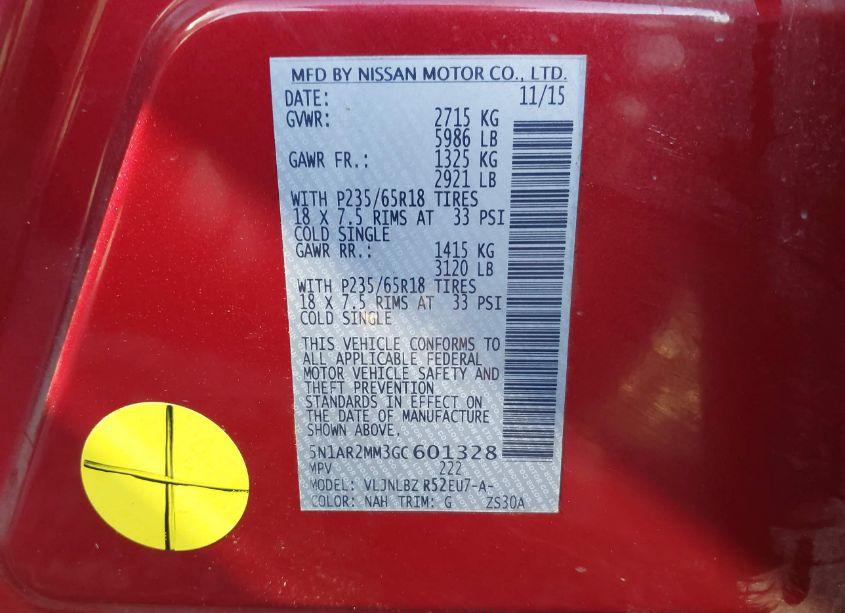 MFD BY NISSAN MOTOR CO., LTD.
DATE: 11/15
GVWR: 2715 KG
5986 LB
GAWR FR.: 1325 KG
2921 LB
WITH P235/65R18 TIRES
18 X 7.5 RIMS AT 33 PSI
COLD SINGLE
GAWR RR.: 1415 KG
3120 LB
WITH P235/65R18 TIRES
18 X 7.5 RIMS AT 33 PSI
COLD SINGLE
THIS VEHICLE CONFORMS TO
ALL APPLICABLE FEDERAL
MOTOR VEHICLE SAFETY AND
THEFT PREVENTION
STANDARDS IN EFFECT ON
THE DATE OF MANUFACTURE
SHOWN ABOVE.
5N1AR2MM3GC601328
MPV 222
MODEL: VLJNLBZ R52EU7-A-
COLOR: NAH TRIM: G ZS30A